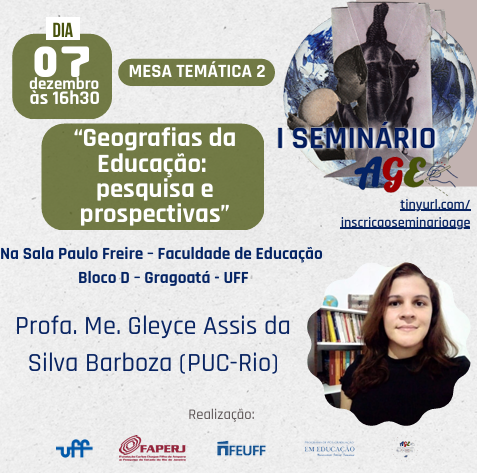 DIA
07
dezembro
às 16h30
MESA TEMÁTICA 2
I SEMINÁRIO
AGE
tinyurl.com/
inscricaoseminarioage
“Geografias da
Educação:
pesquisa e
prospectivas”
Na Sala Paulo Freire – Faculdade de Educação
Bloco D – Gragoatá - UFF
Profa. Me. Gleyce Assis da
Silva Barboza (PUC-Rio)
Realização:
uff
FAPERJ
FEUFF
EM EDUCAÇÃO
AGE